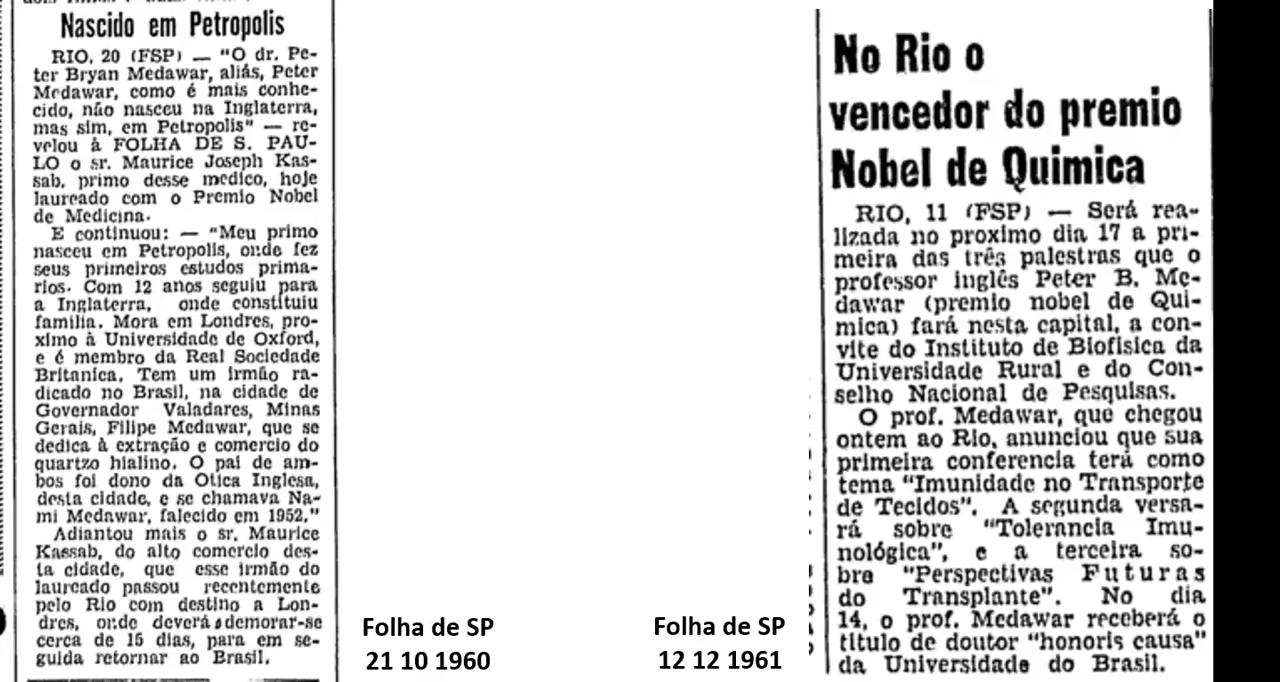 Nascido em Petropolis
RIO, 20 (FSP) — "O dr. Pe-
ter Bryan Medawar, aliás, Peter
Medawar, como é mais conhe-
cido, não nasceu na Inglaterra,
mas sim, em Petropolis" — re-
velou à FOLHA DE S. PAU-
LO o sr. Maurice Joseph Kas-
sab, primo desse medico, hoje
laureado com o Premio Nobel
de Medicina.
E continuou: — "Meu primo
nasceu em Petropolis, onde fez
seus primeiros estudos prima-
rios. Com 12 anos seguiu para
a Inglaterra, onde constituiu
familia. Mora em Londres, pro-
ximo à Universidade de Oxford,
e é membro da Real Sociedade
Britanica. Tem um irmão ra-
dicado no Brasil, na cidade de
Governador Valadares, Minas
Gerais, Filipe Medawar, que se
dedica à extração e comercio do
quartzo hialino. O pai de am-
bos foi dono da Otica Inglesa,
desta cidade, e se chamava Na-
mi Medawar, falecido em 1952."
Adiantou mais o sr. Maurice
Kassab, do alto comercio des-
ta cidade, que esse irmão do
laureado passou recentemente
pelo Rio com destino a Lon-
dres, onde deverá demorar-se
cerca de 15 dias, para em se-
guida retornar ao Brasil.
Folha de SP
21 10 1960
Folha de SP
12 12 1961
No Rio o
vencedor do premio
Nobel de Quimica
RIO, 11 (FSP) — Será rea-
lizada no proximo dia 17 a pri-
meira das três palestras que o
professor inglês Peter B. Me-
dawar (premio nobel de Qui-
mica) fará nesta capital, a con-
vite do Instituto de Biofisica da
Universidade Rural e do Con-
selho Nacional de Pesquisas.
O prof. Medawar, que chegou
ontem ao Rio, anunciou que sua
primeira conferencia terá como
tema "Imunidade no Transporte
de Tecidos". A segunda versa-
rá sobre "Tolerancia Imu-
nológica", e a terceira so-
bre "Perspectivas Futuras
do Transplante". No dia
14, o prof. Medawar receberá o
titulo de doutor "honoris causa"
da Universidade do Brasil.